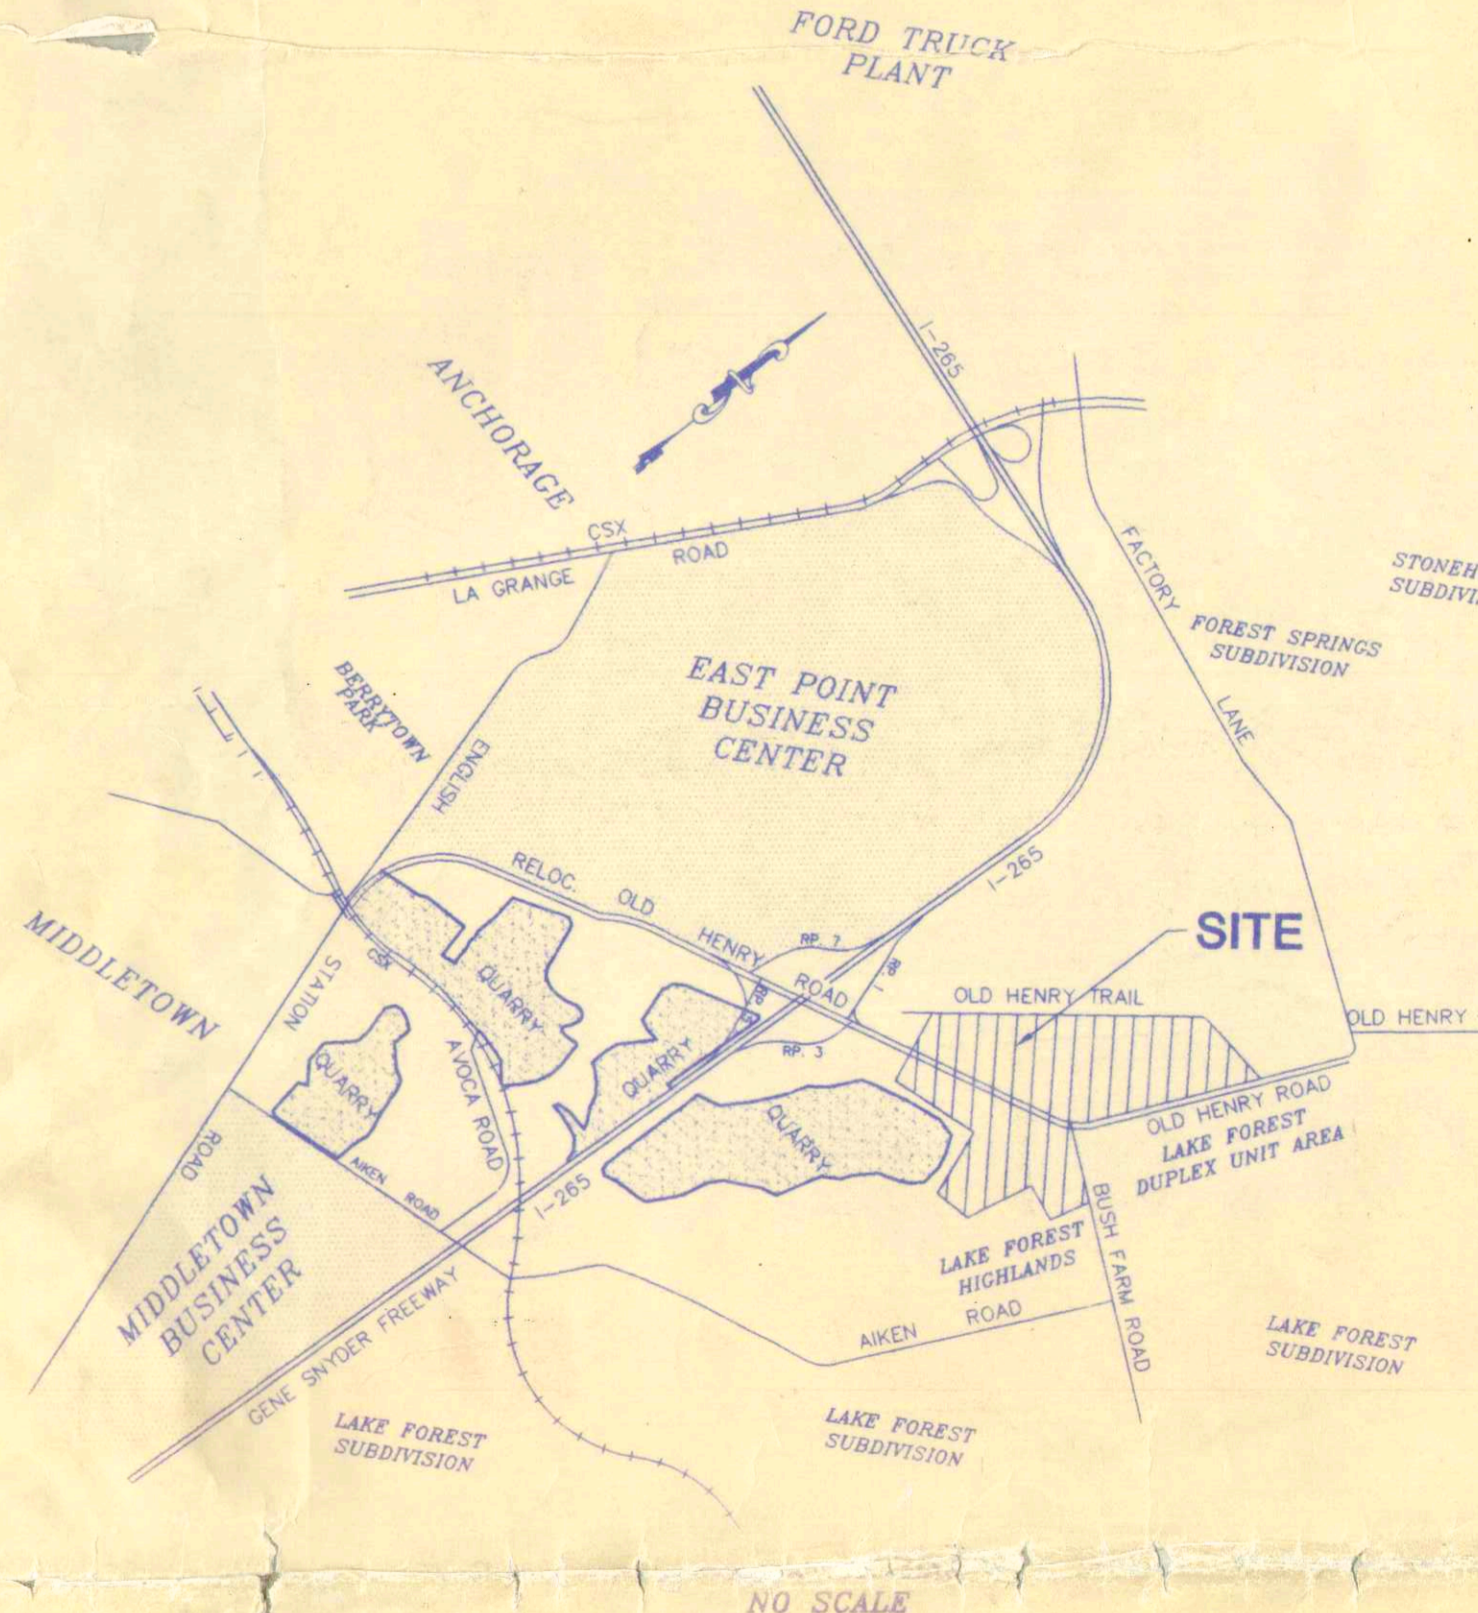 FORD TRUCK
PLANT
I-265
ANCHORAGE
CSX
LA GRANGE ROAD
FACTORY LANE
STONEH
SUBDIVIS
FOREST SPRINGS
SUBDIVISION
BERRYTOWN
PARK
EAST POINT
BUSINESS
CENTER
ENGLISH STATION ROAD
RELOC. OLD HENRY ROAD
I-265
SITE
RP. 7
RP. 1
RP. 3
MIDDLETOWN
CSX
QUARRY
OLD HENRY TRAIL
OLD HENRY
QUARRY
AVOCA ROAD
QUARRY
QUARRY
OLD HENRY ROAD
LAKE FOREST
DUPLEX UNIT AREA
AIKEN ROAD
I-265
MIDDLETOWN
BUSINESS
CENTER
LAKE FOREST
HIGHLANDS
BUSH FARM ROAD
GENE SNYDER FREEWAY
AIKEN ROAD
LAKE FOREST
SUBDIVISION
LAKE FOREST
SUBDIVISION
LAKE FOREST
SUBDIVISION
NO SCALE